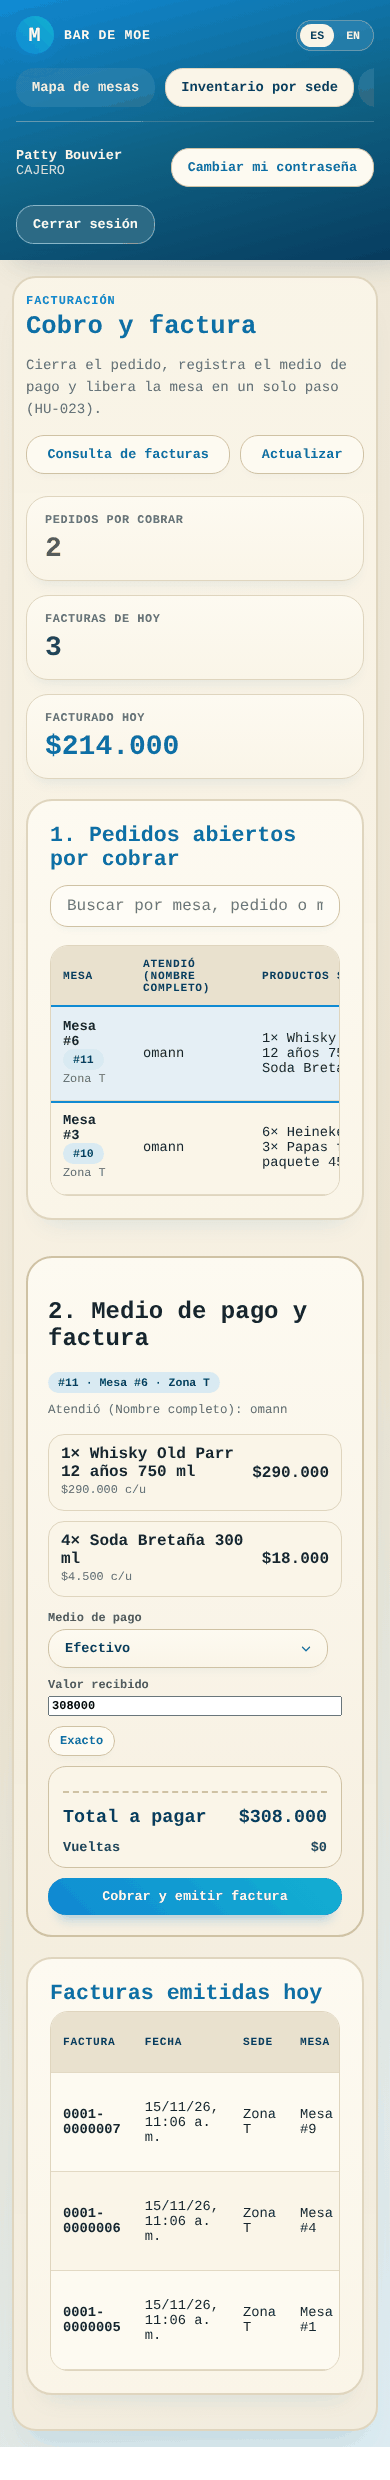 M BAR DE MOE ES EN
Mapa de mesas Inventario por sede
Patty Bouvier
CAJERO
Cambiar mi contraseña
Cerrar sesión
FACTURACIÓN
Cobro y factura
Cierra el pedido, registra el medio de
pago y libera la mesa en un solo paso
(HU-023).
Consulta de facturas Actualizar
PEDIDOS POR COBRAR
2
FACTURAS DE HOY
3
FACTURADO HOY
$214.000
1. Pedidos abiertos
por cobrar
Buscar por mesa, pedido o m
MESA ATENDIÓ (NOMBRE COMPLETO) PRODUCTOS
Mesa
#6
#11
Zona T
omann
1× Whisky
12 años 75
Soda Breta
Mesa
#3
#10
Zona T
omann
6× Heineke
3× Papas
paquete 45
2. Medio de pago y
factura
#11 · Mesa #6 · Zona T
Atendió (Nombre completo): omann
1× Whisky Old Parr
12 años 750 ml
$290.000
$290.000 c/u
4× Soda Bretaña 300
ml
$18.000
$4.500 c/u
Medio de pago
Efectivo
Valor recibido
308000
Exacto
Total a pagar $308.000
Vueltas $0
Cobrar y emitir factura
Facturas emitidas hoy
FACTURA FECHA SEDE MESA
0001-
0000007
15/11/26,
11:06 a.
m.
Zona
T
Mesa
#9
0001-
0000006
15/11/26,
11:06 a.
m.
Zona
T
Mesa
#4
0001-
0000005
15/11/26,
11:06 a.
m.
Zona
T
Mesa
#1